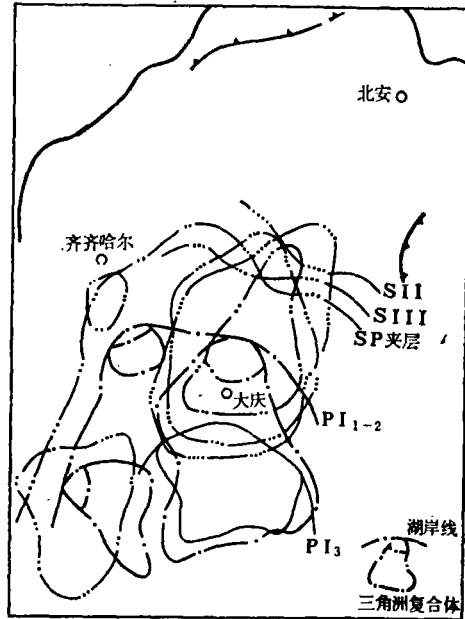 北安
齐齐哈尔
SII
SIII
SP夹层
大庆
PI₁₋₂
PI₃
湖岸线
三角洲复合体